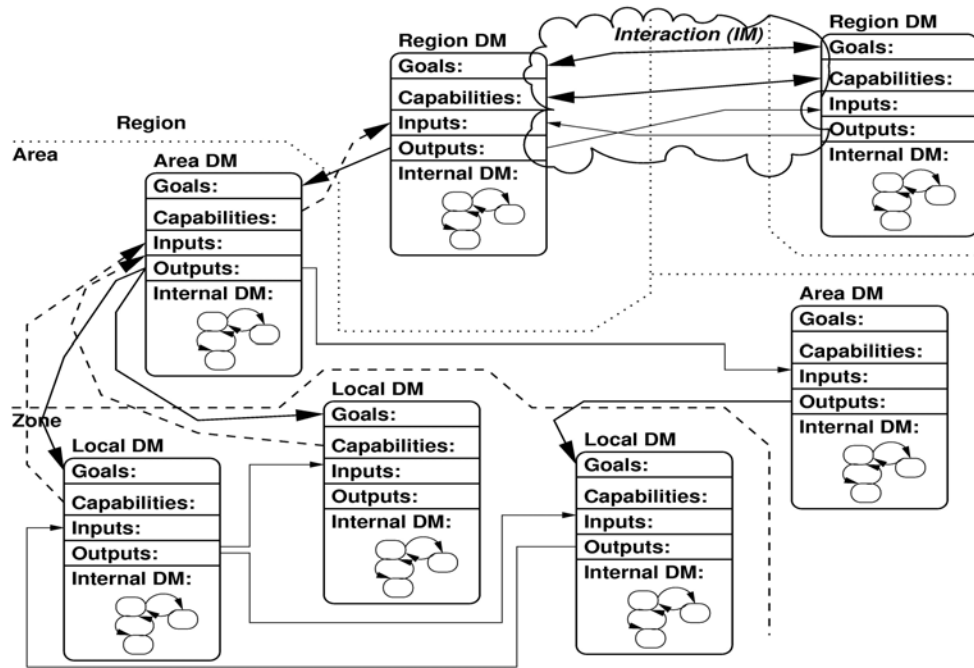 Interaction (IM)
Region DM
Goals:
Capabilities:
Inputs:
Outputs:
Internal DM:
Region DM
Goals:
Capabilities:
Inputs:
Outputs:
Internal DM:
Region
Area
Area DM
Goals:
Capabilities:
Inputs:
Outputs:
Internal DM:
Area DM
Goals:
Capabilities:
Inputs:
Outputs:
Internal DM:
Zone
Local DM
Goals:
Capabilities:
Inputs:
Outputs:
Internal DM:
Local DM
Goals:
Capabilities:
Inputs:
Outputs:
Internal DM:
Local DM
Goals:
Capabilities:
Inputs:
Outputs:
Internal DM: